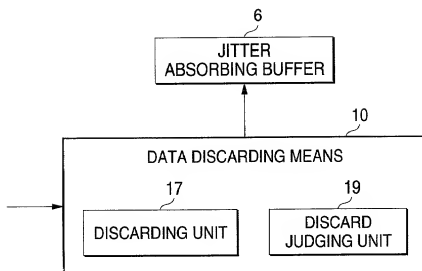 6
JITTER
ABSORBING BUFFER
10
DATA DISCARDING MEANS
17
19
DISCARDING UNIT
DISCARD
JUDGING UNIT